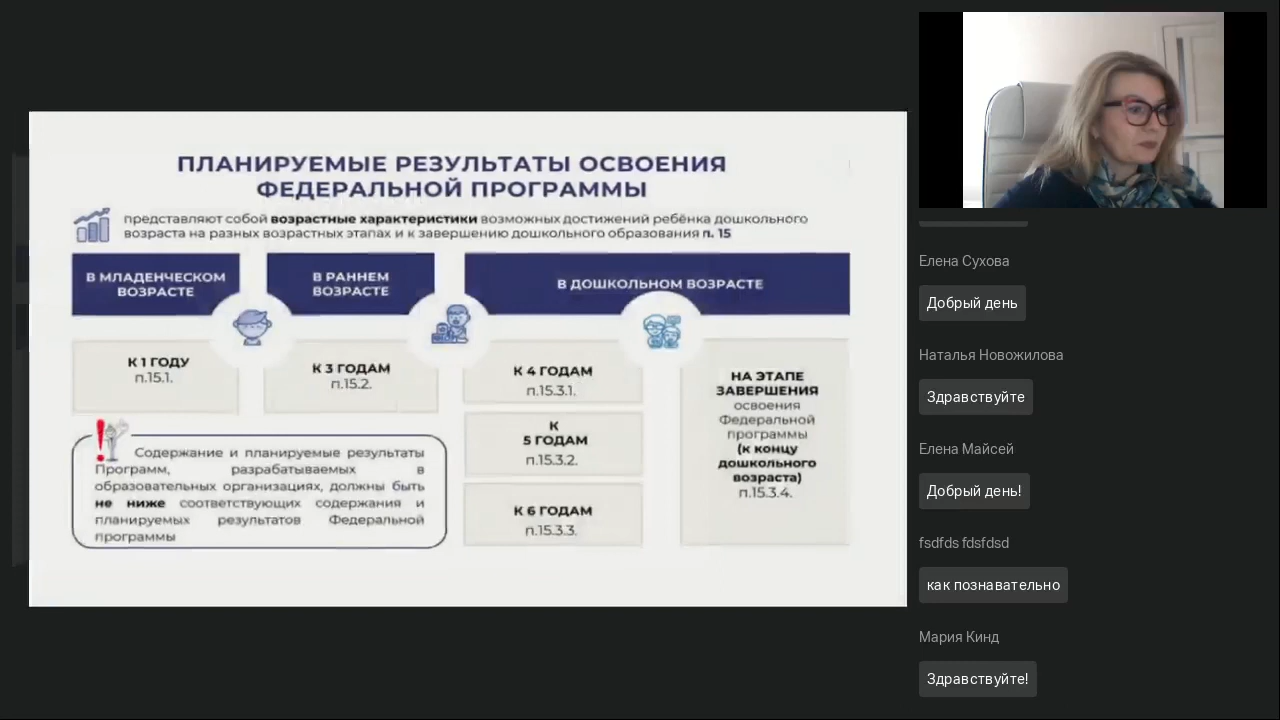 ПЛАНИРУЕМЫЕ РЕЗУЛЬТАТЫ ОСВОЕНИЯ
ФЕДЕРАЛЬНОЙ ПРОГРАММЫ
представляют собой возрастные характеристики возможных достижений ребёнка дошкольного
возраста на разных возрастных этапах и к завершению дошкольного образования п. 15
В МЛАДЕНЧЕСКОМ
ВОЗРАСТЕ
В РАННЕМ
ВОЗРАСТЕ
В ДОШКОЛЬНОМ ВОЗРАСТЕ
К 1 ГОДУ
п.15.1.
К 3 ГОДАМ
п.15.2.
К 4 ГОДАМ
п.15.3.1.
К
5 ГОДАМ
п.15.3.2.
К 6 ГОДАМ
п.15.3.3.
НА ЭТАПЕ
ЗАВЕРШЕНИЯ
освоения
Федеральной
программы
(к концу
дошкольного
возраста)
п.15.3.4.
Содержание и планируемые результаты
Программ, разрабатываемых в
образовательных организациях, должны быть
не ниже соответствующих содержания и
планируемых результатов Федеральной
программы
Елена Сухова
Добрый день
Наталья Новожилова
Здравствуйте
Елена Майсей
Добрый день!
fsdfds fdsfdsd
как познавательно
Мария Кинд
Здравствуйте!